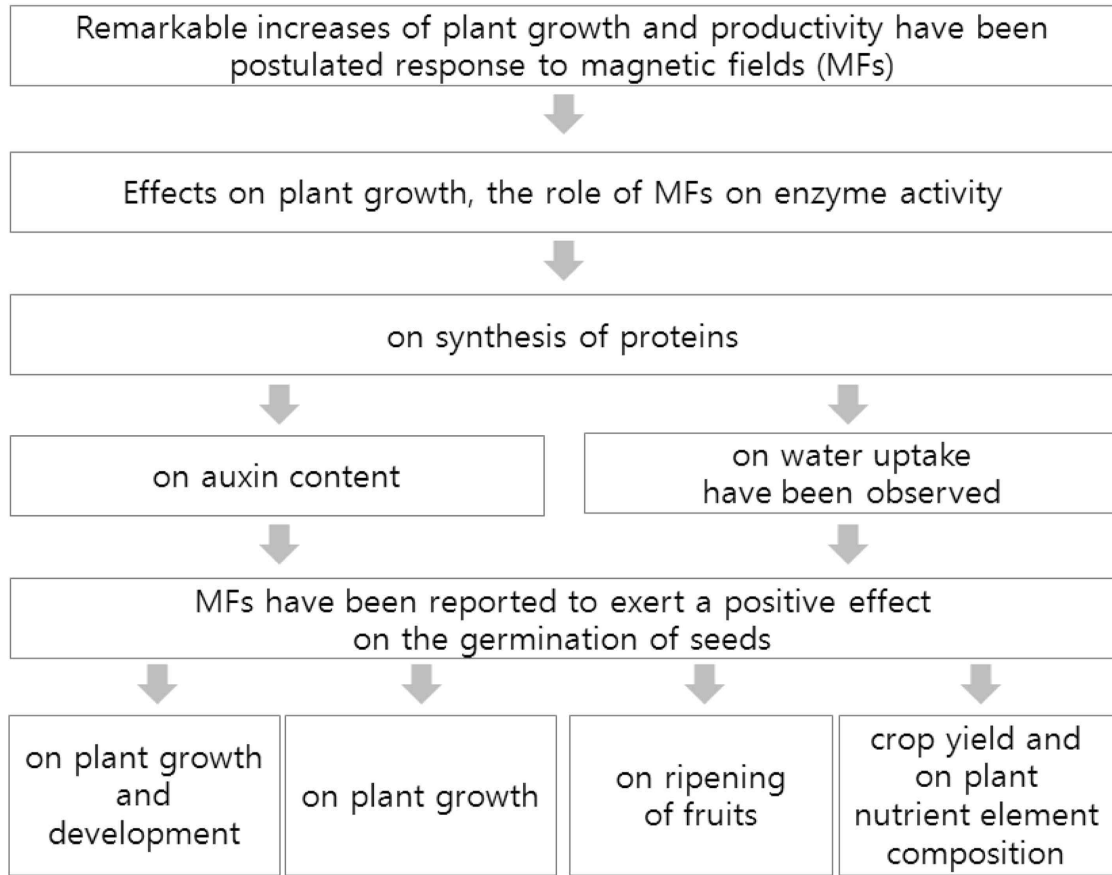 Remarkable increases of plant growth and productivity have been
postulated response to magnetic fields (MFs)
Effects on plant growth, the role of MFs on enzyme activity
on synthesis of proteins
on auxin content
on water uptake
have been observed
MFs have been reported to exert a positive effect
on the germination of seeds
on plant growth
and
development
on plant growth
on ripening
of fruits
crop yield and
on plant
nutrient element
composition